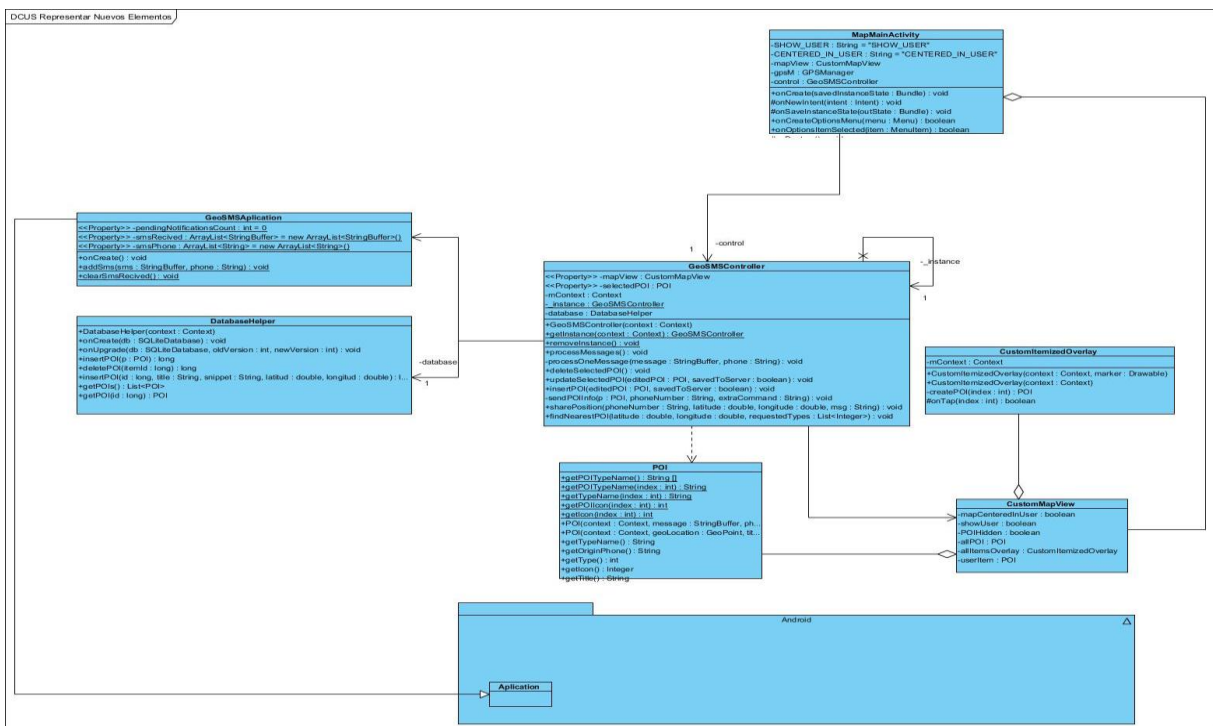 DCUS Representar Nuevos Elementos
MapMainActivity
-SHOW_USER : String = "SHOW_USER"
-CENTERED_IN_USER : String = "CENTERED_IN_USER"
-mapView : CustomMapView
-gpsM : GPSManager
-control : GeoSMSController
+onCreate(savedInstanceState : Bundle) : void
#onNewIntent(intent : Intent) : void
#onSaveInstanceState(outState : Bundle) : void
+onCreateOptionsMenu(menu : Menu) : boolean
+onOptionsItemSelected(item : MenuItem) : boolean
GeoSMSAplication
<<Property>> -pendingNotificationsCount : int = 0
<<Property>> -smsRecived : ArrayList<StringBuffer> = new ArrayList<StringBuffer>()
<<Property>> -smsPhone : ArrayList<String> = new ArrayList<String>()
+onCreate() : void
+addSms(sms : StringBuffer, phone : String) : void
+clearSmsRecived() : void
1
-control
GeoSMSController
<<Property>> -mapView : CustomMapView
<<Property>> -selectedPOI : POI
-mContext : Context
-_instance : GeoSMSController
-database : DatabaseHelper
+GeoSMSController(context : Context)
+getInstance(context : Context) : GeoSMSController
+removeInstance() : void
+processMessages() : void
-processOneMessage(message : StringBuffer, phone : String) : void
+deleteSelectedPOI() : void
+updateSelectedPOI(editedPOI : POI, savedToServer : boolean) : void
+insertPOI(editedPOI : POI, savedToServer : boolean) : void
-sendPOIInfo(p : POI, phoneNumber : String, extraCommand : String) : void
+sharePosition(phoneNumber : String, latitude : double, longitude : double, msg : String) : void
+findNearestPOI(latitude : double, longitude : double, requestedTypes : List<Integer>) : void
-_instance
1
DatabaseHelper
+DatabaseHelper(context : Context)
+onCreate(db : SQLiteDatabase) : void
+onUpgrade(db : SQLiteDatabase, oldVersion : int, newVersion : int) : void
+insertPOI(p : POI) : long
+deletePOI(itemId : long) : long
+insertPOI(id : long, title : String, snippet : String, latitud : double, longitud : double) : l...
+getPOIs() : List<POI>
+getPOI(id : long) : POI
-database
1
CustomItemizedOverlay
-mContext : Context
+CustomItemizedOverlay(context : Context, marker : Drawable)
+CustomItemizedOverlay(context : Context)
-createPOI(index : int) : POI
#onTap(index : int) : boolean
POI
+getPOITypeName() : String []
+getPOITypeName(index : int) : String
+getTypeName(index : int) : String
+getPOIIcon(index : int) : int
+getIcon(index : int) : int
+POI(context : Context, message : StringBuffer, ph...
+POI(context : Context, geoLocation : GeoPoint, tit...
+getTypeName() : String
+getOriginPhone() : String
+getType() : int
+getIcon() : Integer
+getTitle() : String
CustomMapView
-mapCenteredInUser : boolean
-showUser : boolean
-POIHidden : boolean
-allPOI : POI
-allItemsOverlay : CustomItemizedOverlay
-userItem : POI
Android
Aplication